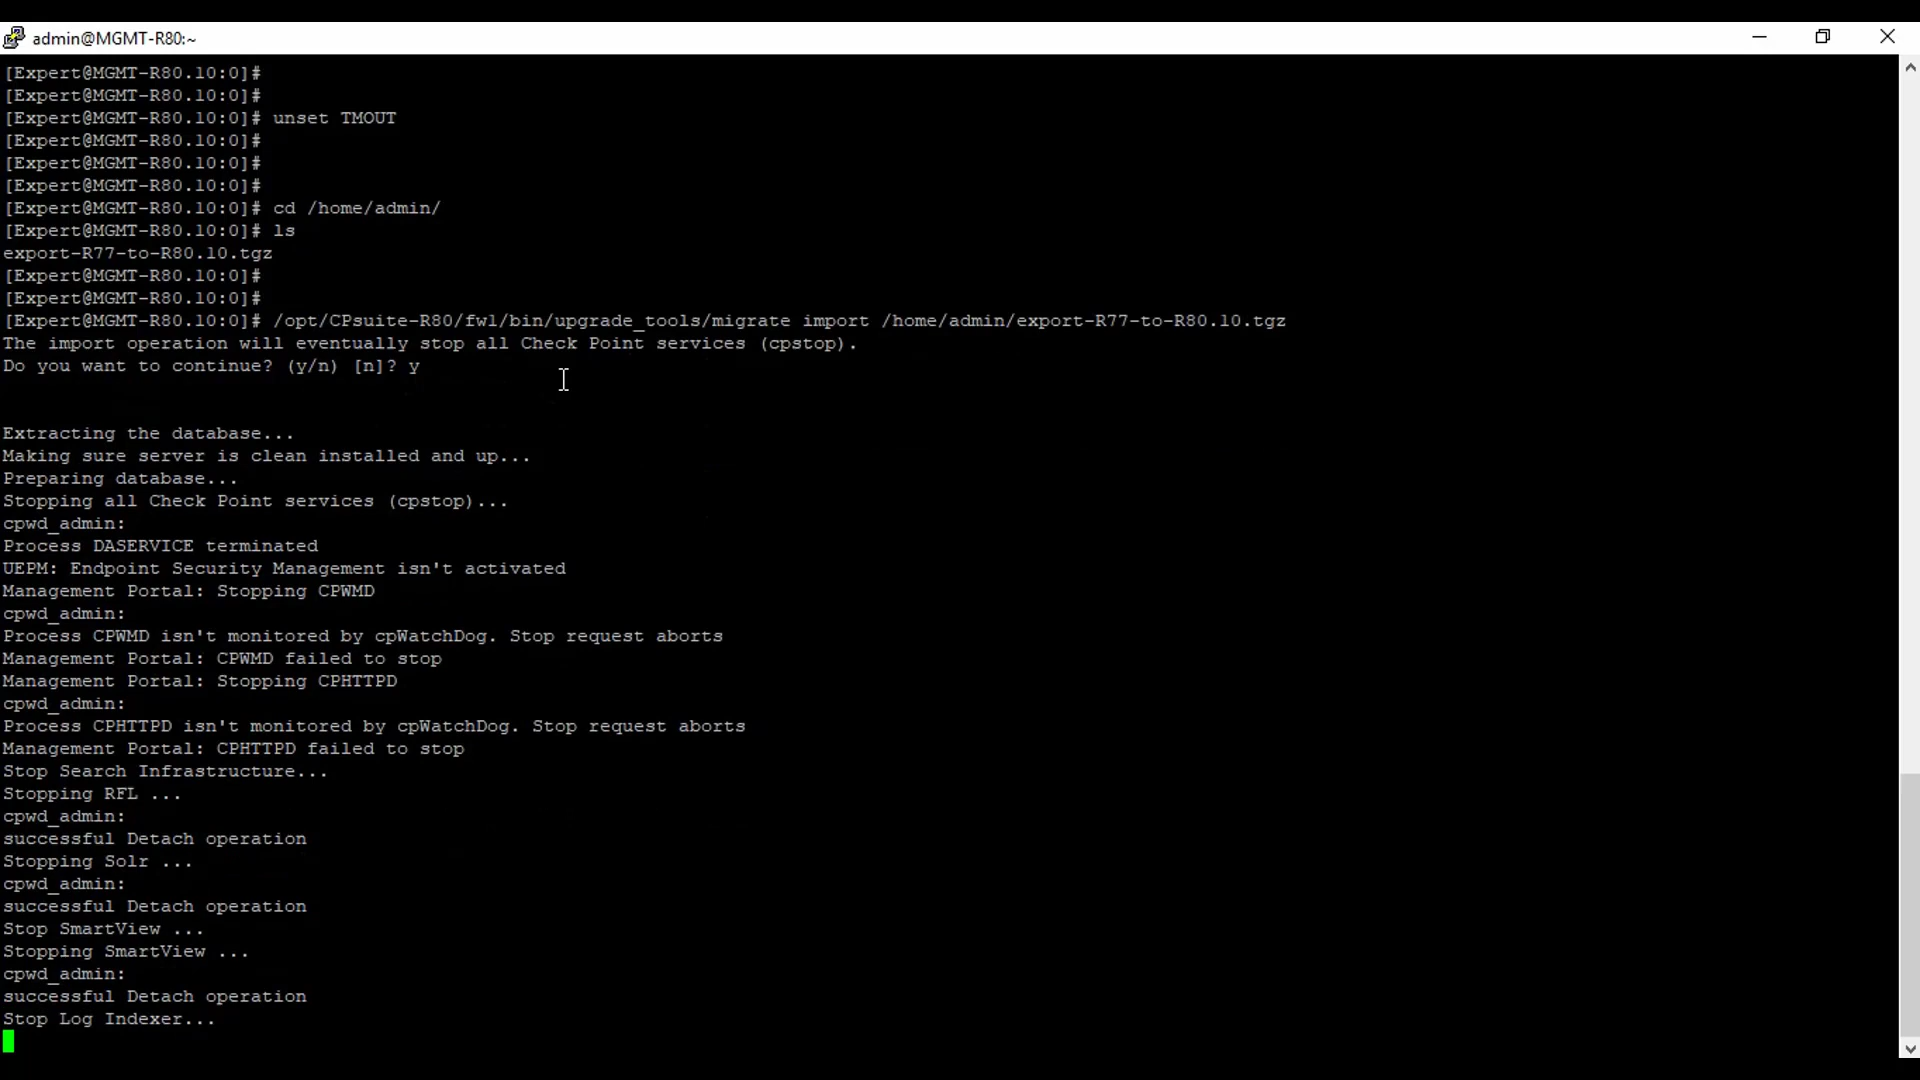 admin@MGMT-R80:~
[Expert@MGMT-R80.10:0]#
[Expert@MGMT-R80.10:0]#
[Expert@MGMT-R80.10:0]# unset TMOUT
[Expert@MGMT-R80.10:0]#
[Expert@MGMT-R80.10:0]#
[Expert@MGMT-R80.10:0]#
[Expert@MGMT-R80.10:0]# cd /home/admin/
[Expert@MGMT-R80.10:0]# ls
export-R77-to-R80.10.tgz
[Expert@MGMT-R80.10:0]#
[Expert@MGMT-R80.10:0]#
[Expert@MGMT-R80.10:0]# /opt/CPsuite-R80/fw1/bin/upgrade_tools/migrate import /home/admin/export-R77-to-R80.10.tgz
The import operation will eventually stop all Check Point services (cpstop).
Do you want to continue? (y/n) [n]? y
Extracting the database...
Making sure server is clean installed and up...
Preparing database...
Stopping all Check Point services (cpstop)...
cpwd_admin:
Process DASERVICE terminated
UEPM: Endpoint Security Management isn't activated
Management Portal: Stopping CPWMD
cpwd_admin:
Process CPWMD isn't monitored by cpWatchDog. Stop request aborts
Management Portal: CPWMD failed to stop
Management Portal: Stopping CPHTTPD
cpwd_admin:
Process CPHTTPD isn't monitored by cpWatchDog. Stop request aborts
Management Portal: CPHTTPD failed to stop
Stop Search Infrastructure...
Stopping RFL ...
cpwd_admin:
successful Detach operation
Stopping Solr ...
cpwd_admin:
successful Detach operation
Stop SmartView ...
Stopping SmartView ...
cpwd_admin:
successful Detach operation
Stop Log Indexer...